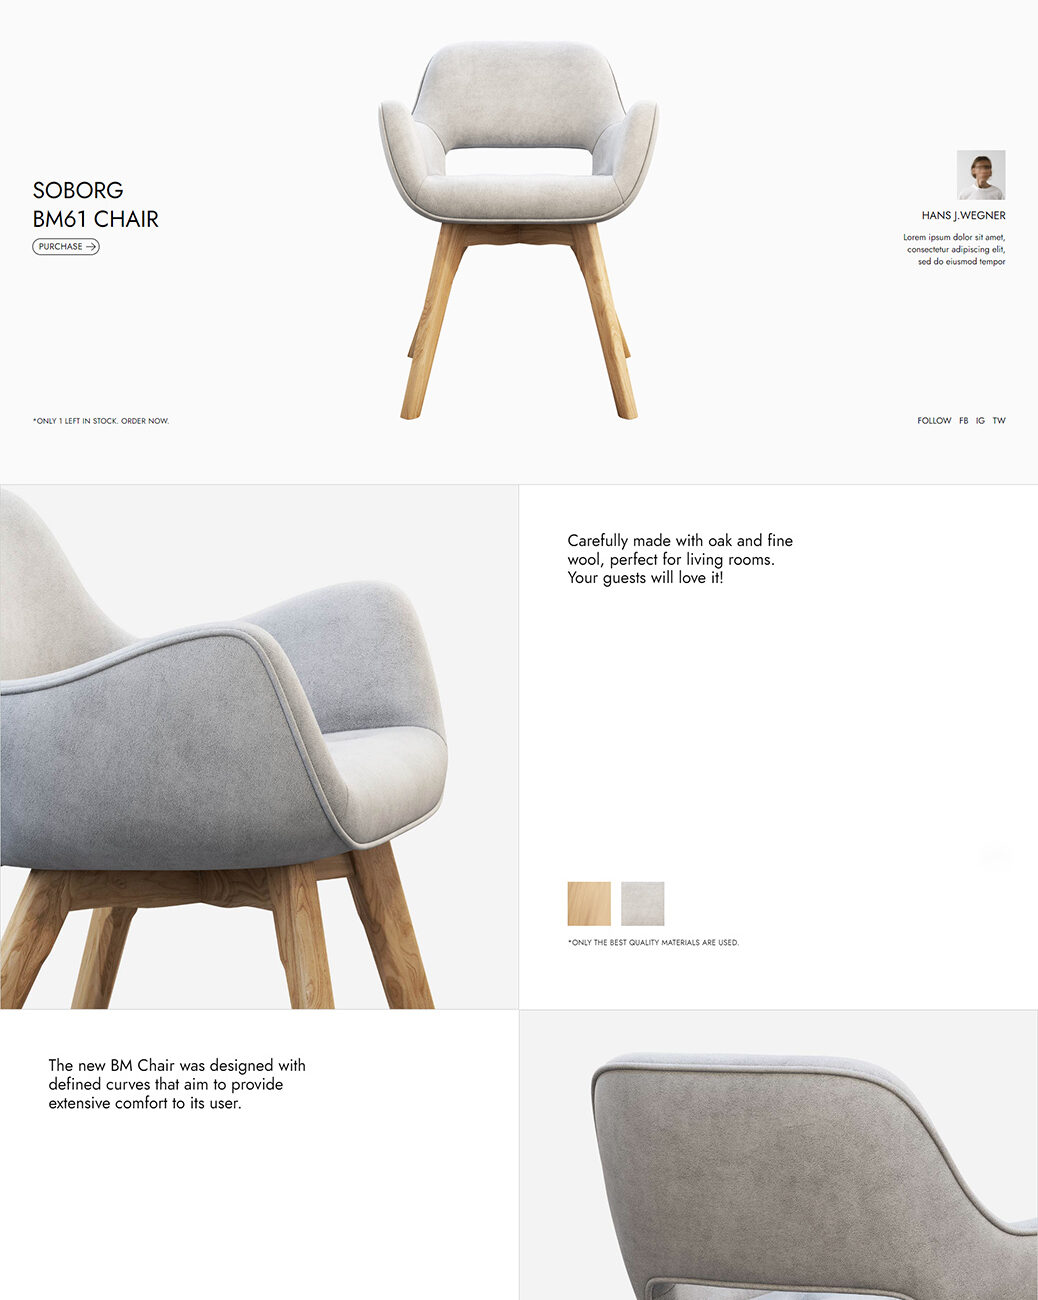 SOBORG
BM61 CHAIR
PURCHASE
HANS J.WEGNER
Lorem ipsum dolor sit amet,
consectetur adipiscing elit,
sed do eiusmod tempor
*ONLY 1 LEFT IN STOCK. ORDER NOW.
FOLLOW FB IG TW
Carefully made with oak and fine
wool, perfect for living rooms.
Your guests will love it!
*ONLY THE BEST QUALITY MATERIALS ARE USED.
The new BM Chair was designed with
defined curves that aim to provide
extensive comfort to its user.